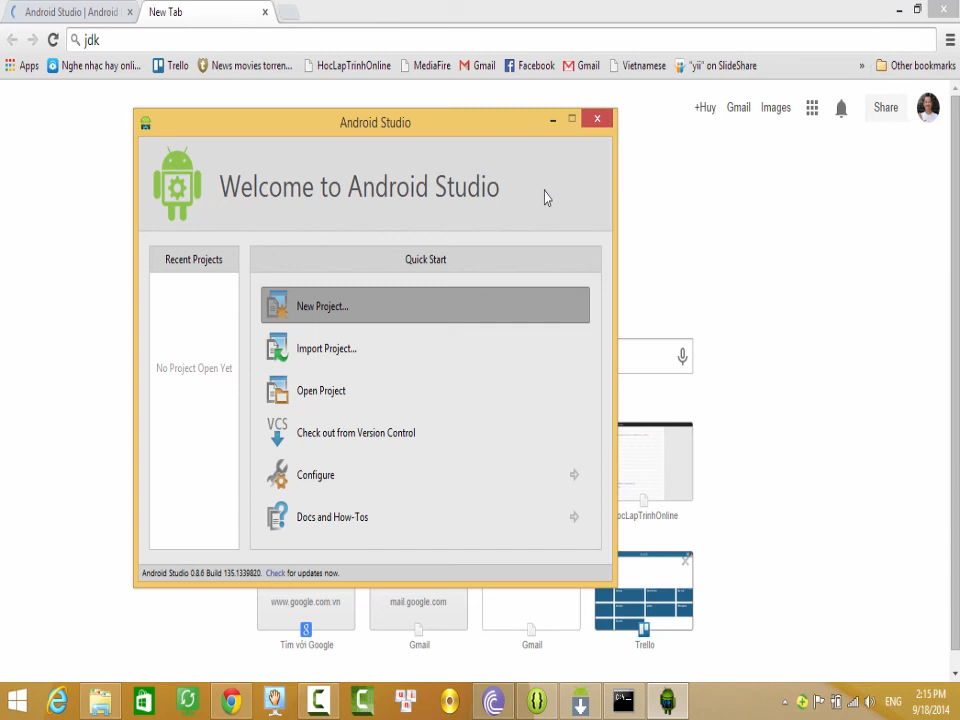 Android Studio | Android
New Tab
jdk
Apps
Nghe nhạc hay onli...
Trello
News movies torren...
HocLapTrinhOnline
MediaFire
Gmail
Facebook
Gmail
Vietnamese
"yii" on SlideShare
»
Other bookmarks
+Huy
Gmail
Images
Share
Android Studio
Welcome to Android Studio
Recent Projects
Quick Start
No Project Open Yet
New Project...
Import Project...
Open Project
VCS
Check out from Version Control
Configure
Docs and How-Tos
Android Studio 0.8.6 Build 135.1339820. Check for updates now.
ocLapTrinhOnline
www.google.com.vn
mail.google.com
8
Tìm với Google
Gmail
Gmail
Trello
ENG
2:15 PM
9/18/2014